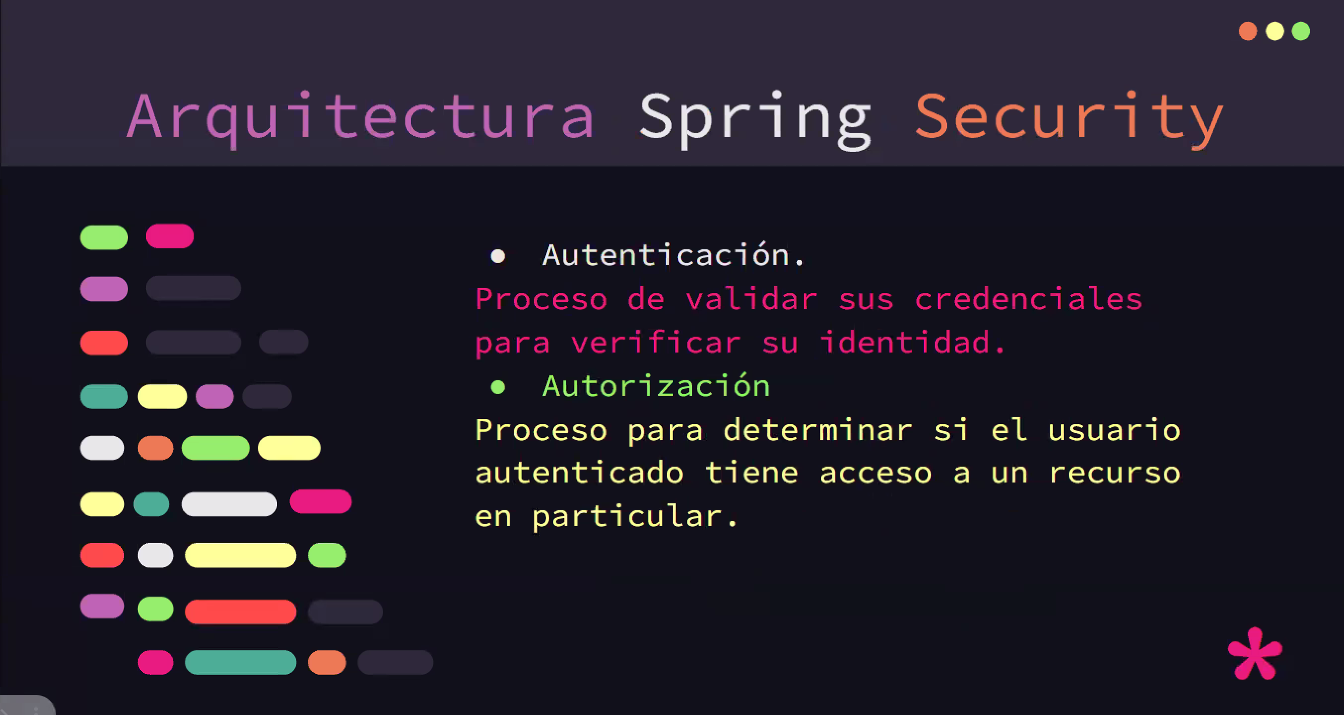 Arquitectura Spring Security
● Autenticación.
Proceso de validar sus credenciales
para verificar su identidad.
● Autorización
Proceso para determinar si el usuario
autenticado tiene acceso a un recurso
en particular.